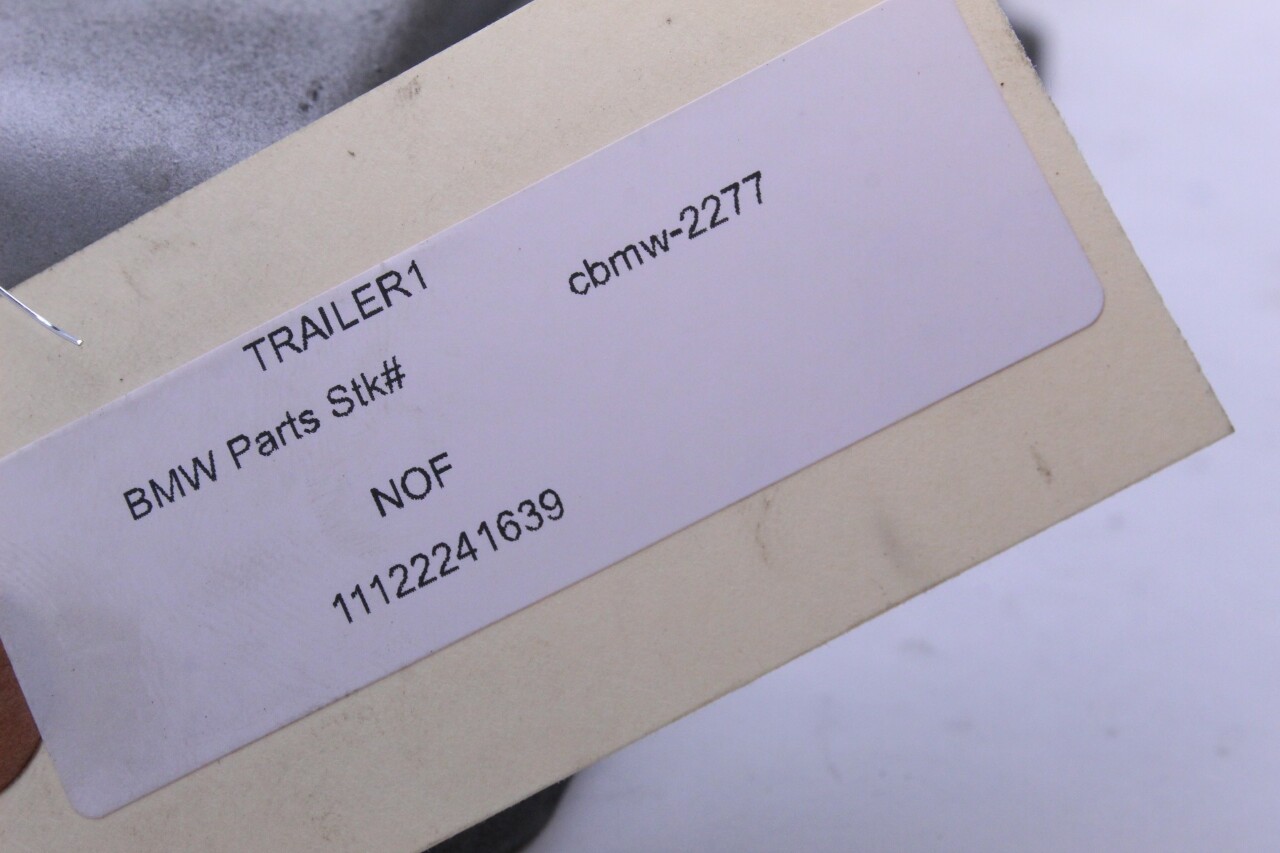 TRAILER1
cbmw-2277
BMW Parts Stk#
NOF
11122241639